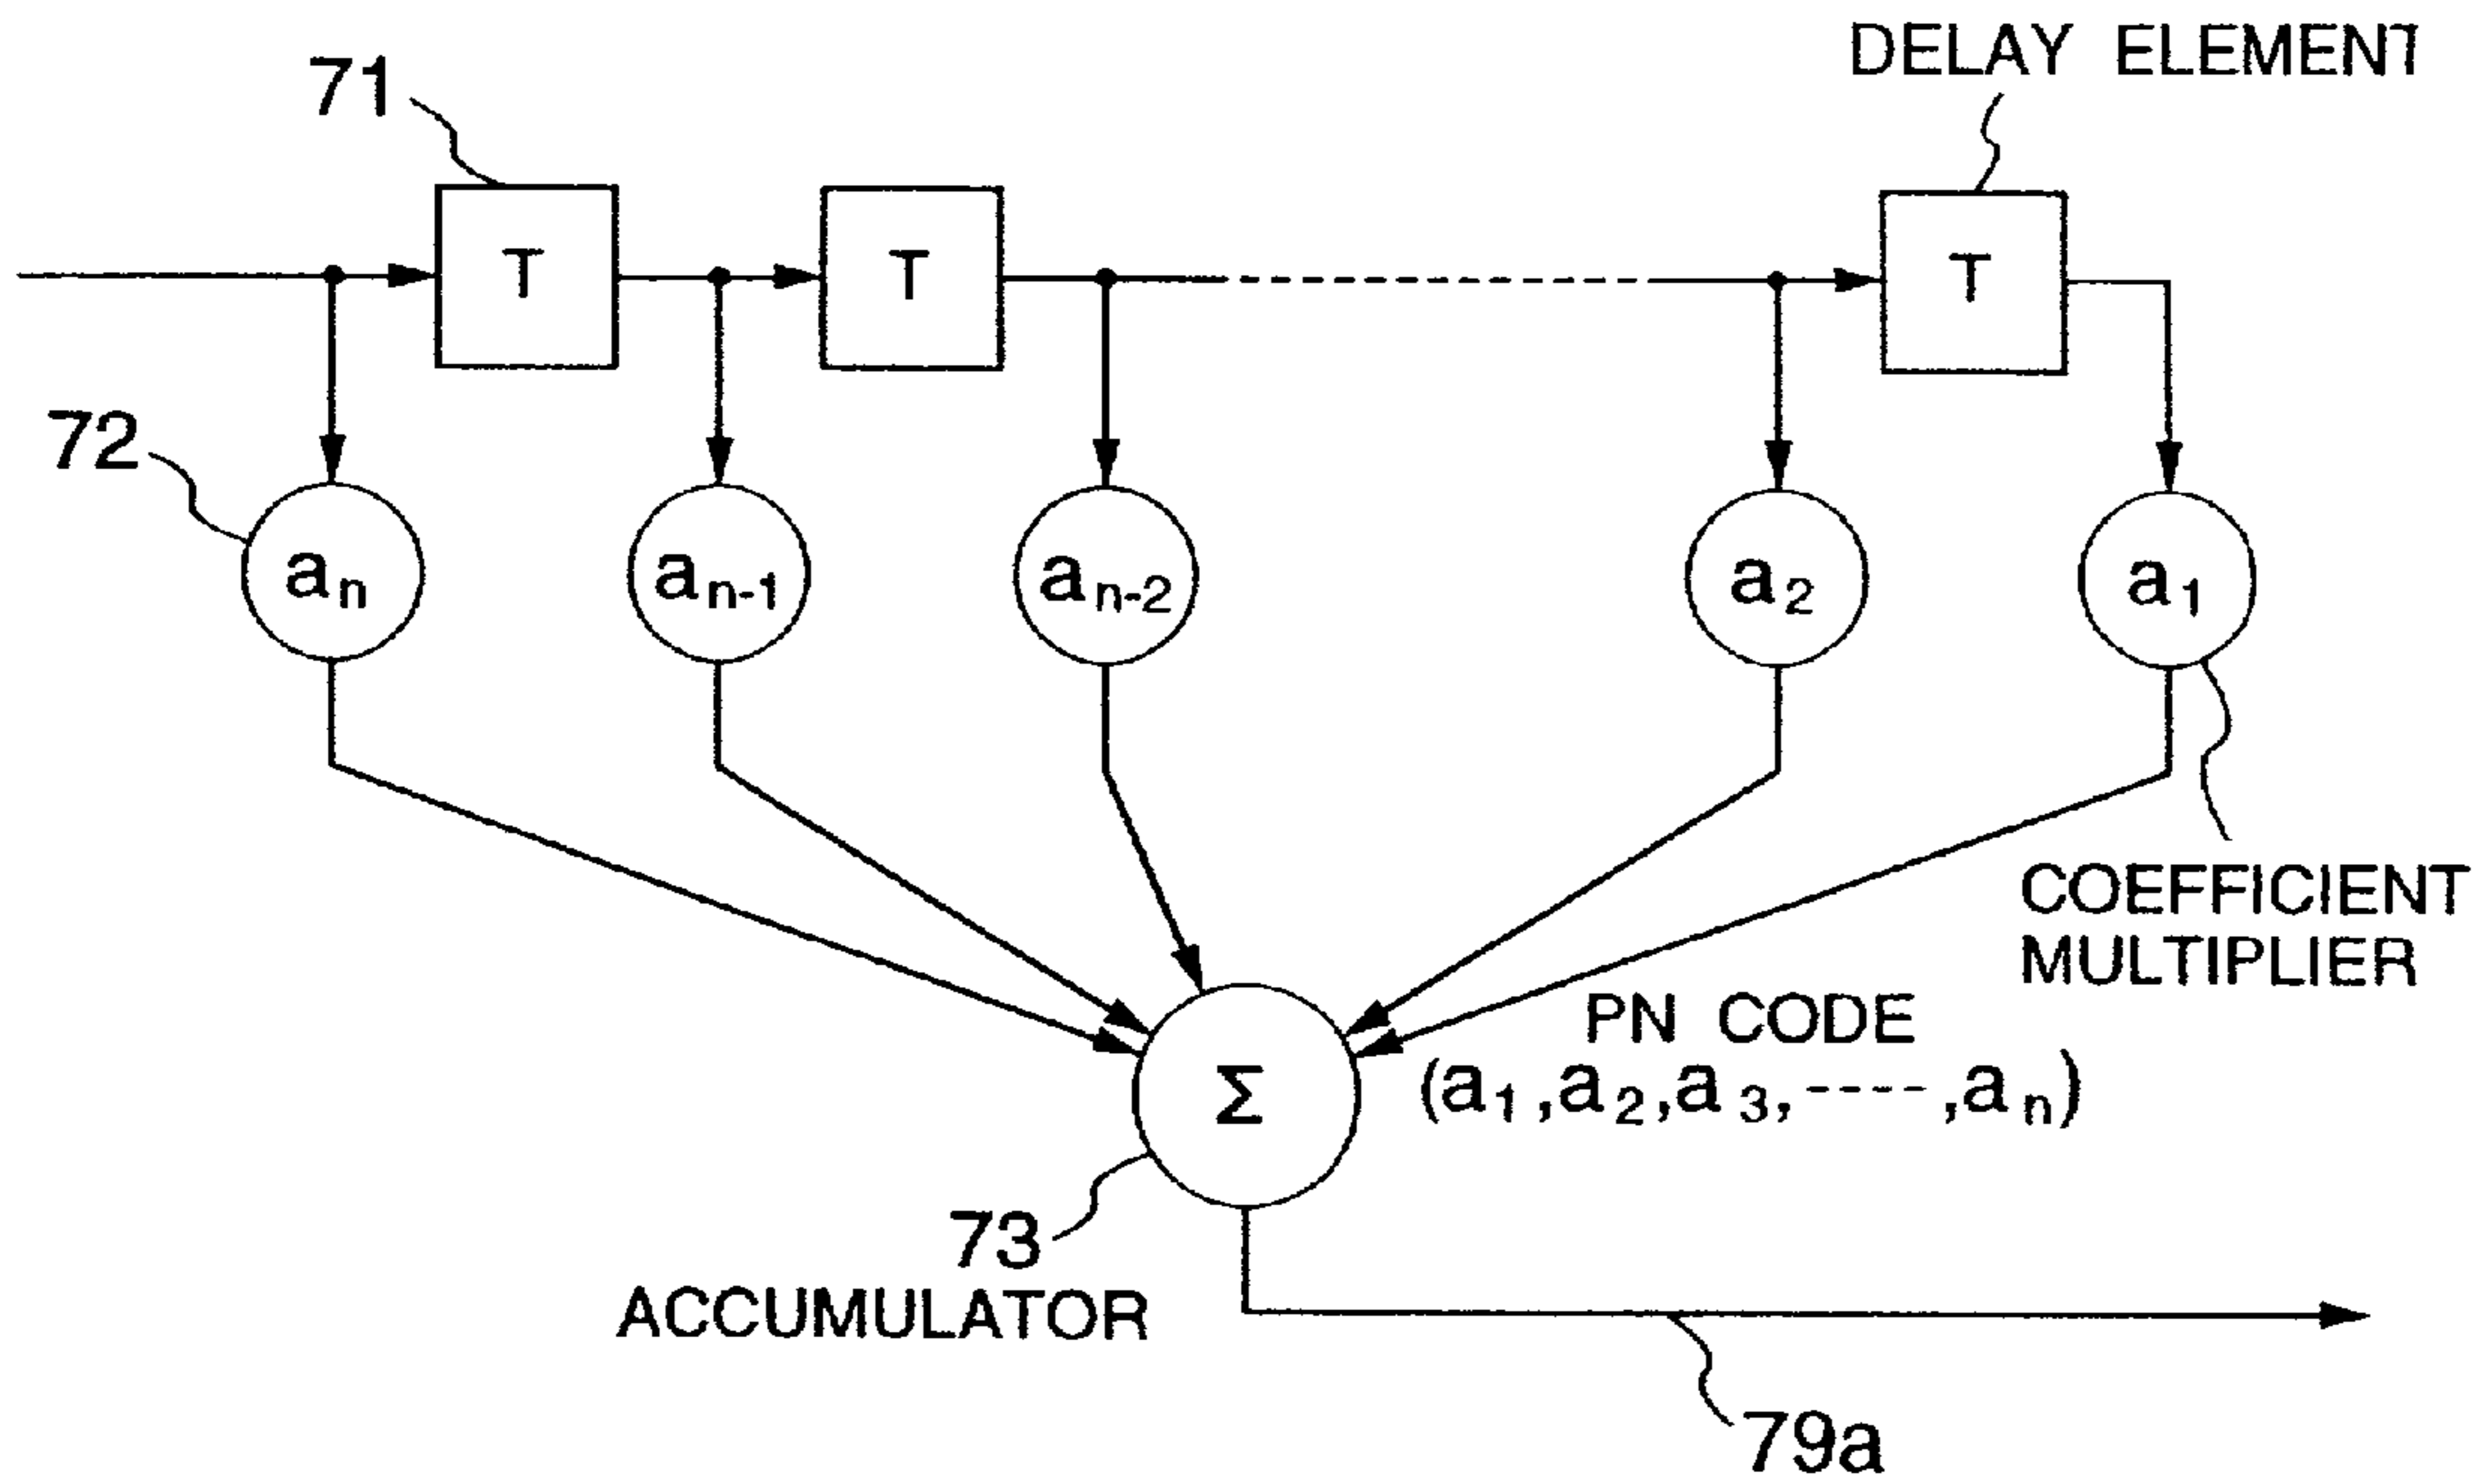 DELAY ELEMENT
71
T
T
T
72
aₙ
aₙ₋₁
aₙ₋₂
a₂
a₁
COEFFICIENT
MULTIPLIER
PN CODE
(a₁,a₂,a₃,----,aₙ)
Σ
73
ACCUMULATOR
79a